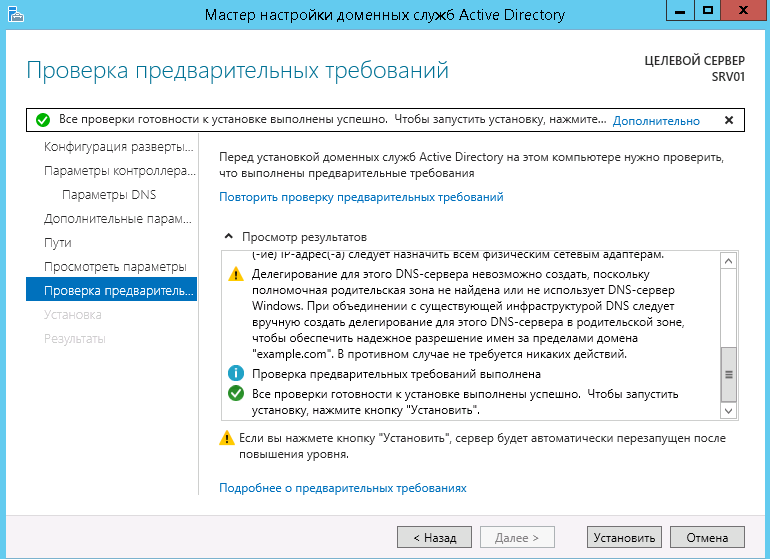 Мастер настройки доменных служб Active Directory
Проверка предварительных требований
ЦЕЛЕВОЙ СЕРВЕР
SRV01
Все проверки готовности к установке выполнены успешно. Чтобы запустить установку, нажмите... Дополнительно
Конфигурация разверты...
Параметры контроллера...
Параметры DNS
Дополнительные парам...
Пути
Просмотреть параметры
Проверка предваритель...
Установка
Результаты
Перед установкой доменных служб Active Directory на этом компьютере нужно проверить,
что выполнены предварительные требования
Повторить проверку предварительных требований
Просмотр результатов
(-ие) IP-адрес(-а) следует назначить всем физическим сетевым адаптерам.
Делегирование для этого DNS-сервера невозможно создать, поскольку
полномочная родительская зона не найдена или не использует DNS-сервер
Windows. При объединении с существующей инфраструктурой DNS следует
вручную создать делегирование для этого DNS-сервера в родительской зоне,
чтобы обеспечить надежное разрешение имен за пределами домена
"example.com". В противном случае не требуется никаких действий.
Проверка предварительных требований выполнена
Все проверки готовности к установке выполнены успешно. Чтобы запустить
установку, нажмите кнопку "Установить".
Если вы нажмете кнопку "Установить", сервер будет автоматически перезапущен после
повышения уровня.
Подробнее о предварительных требованиях
< Назад
Далее >
Установить
Отмена